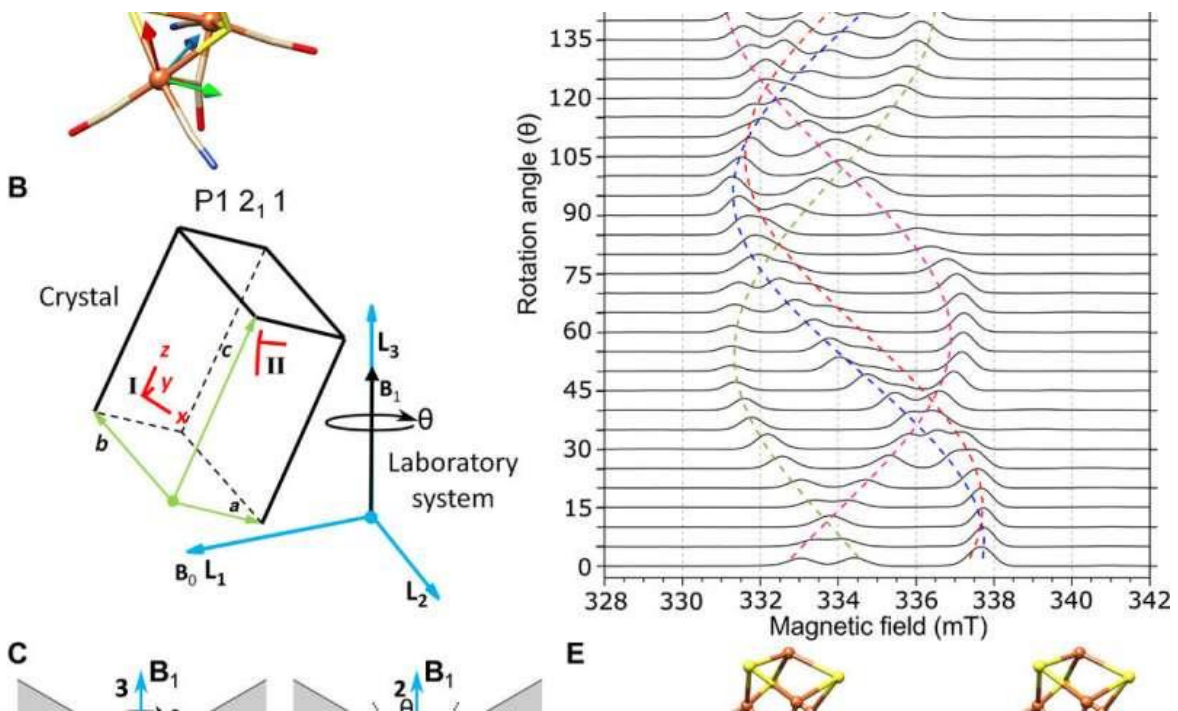 B
P1 2₁ 1
Crystal
c
z
I
y
x
II
b
a
L₃
B₁
θ
Laboratory
system
B₀ L₁
L₂
C
3 B₁
2 B₁
θ
Rotation angle (θ)
135
120
105
90
75
60
45
30
15
0
328 330 332 334 336 338 340 342
Magnetic field (mT)
E